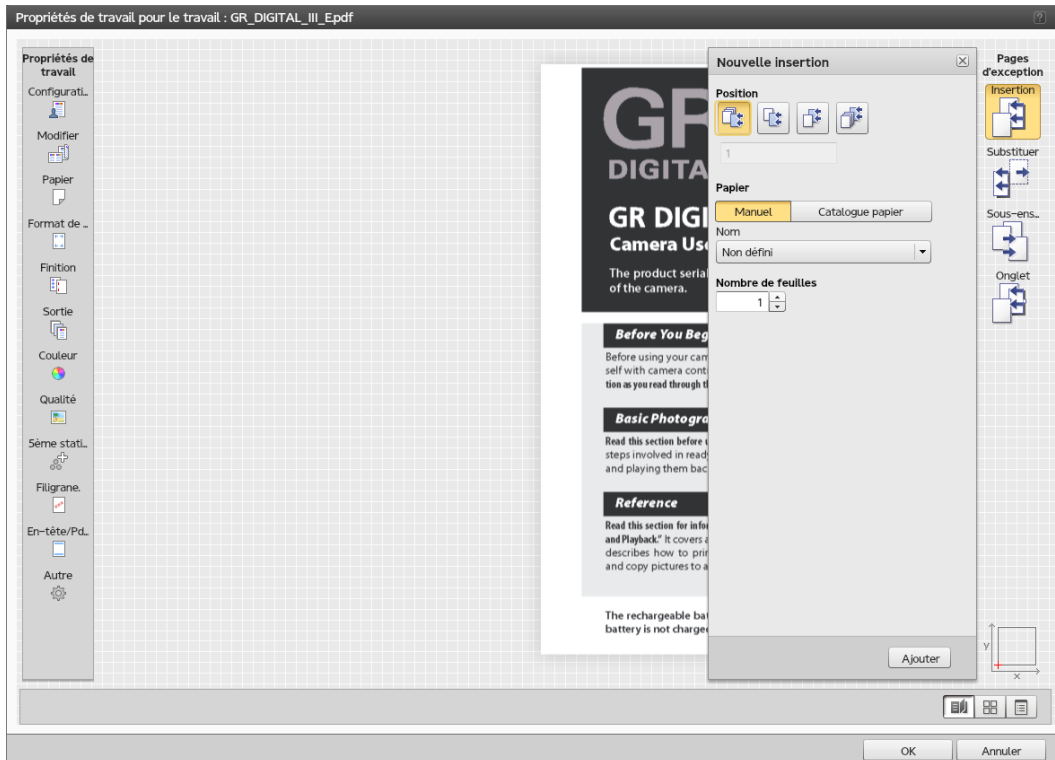 Propriétés de travail pour le travail : GR_DIGITAL_III_E.pdf
Propriétés de
travail
Configurati...
Modifier
Papier
Format de ...
Finition
Sortie
Couleur
Qualité
5ème stati...
Filigrane.
En-tête/Pd...
Autre
GR
DIGITA
GR DIGI
Camera Use
The product serial
of the camera.
Before You Beg
Before using your cam
self with camera cont
tion as you read through th
Basic Photogra
Read this section before u
steps involved in ready
and playing them bac
Reference
Read this section for infor
and Playback." It covers a
describes how to prin
and copy pictures to a
The rechargeable bat
battery is not charged
Nouvelle insertion
Position
1
Papier
Manuel
Catalogue papier
Nom
Non défini
Nombre de feuilles
1
Ajouter
Pages
d'exception
Insertion
Substituer
Sous-ens...
Onglet
y
x
OK
Annuler